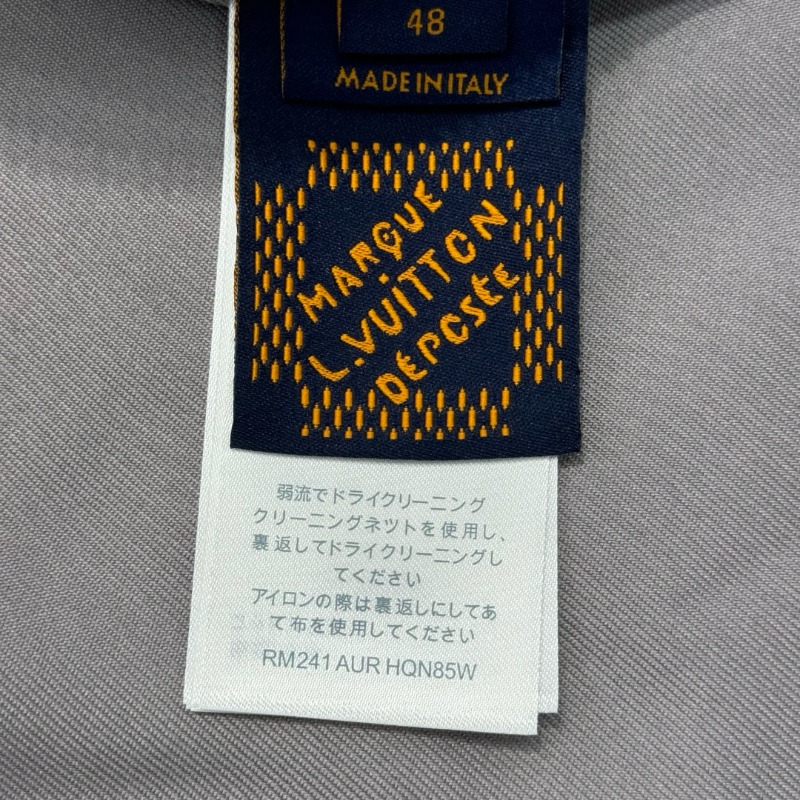 48
MADE IN ITALY
MARQUE
L.VUITTON
DÉPOSÉE
弱流でドライクリーニング
クリーニングネツトを使用し、
裏返してドライクリーニングし
てください
アイロンの際は裏返しにしてあ
て布を使用してください
RM241 AUR HQN85W